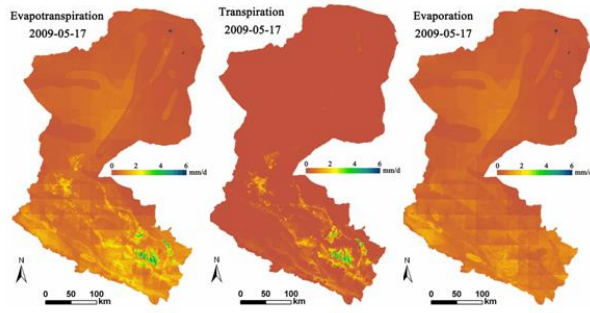 Evapotranspiration
2009-05-17
0 2 4 6
mm/d
N
0 50 100
km
Transpiration
2009-05-17
0 2 4 6
mm/d
N
0 50 100
km
Evaporation
2009-05-17
0 2 4 6
mm/d
N
0 50 100
km